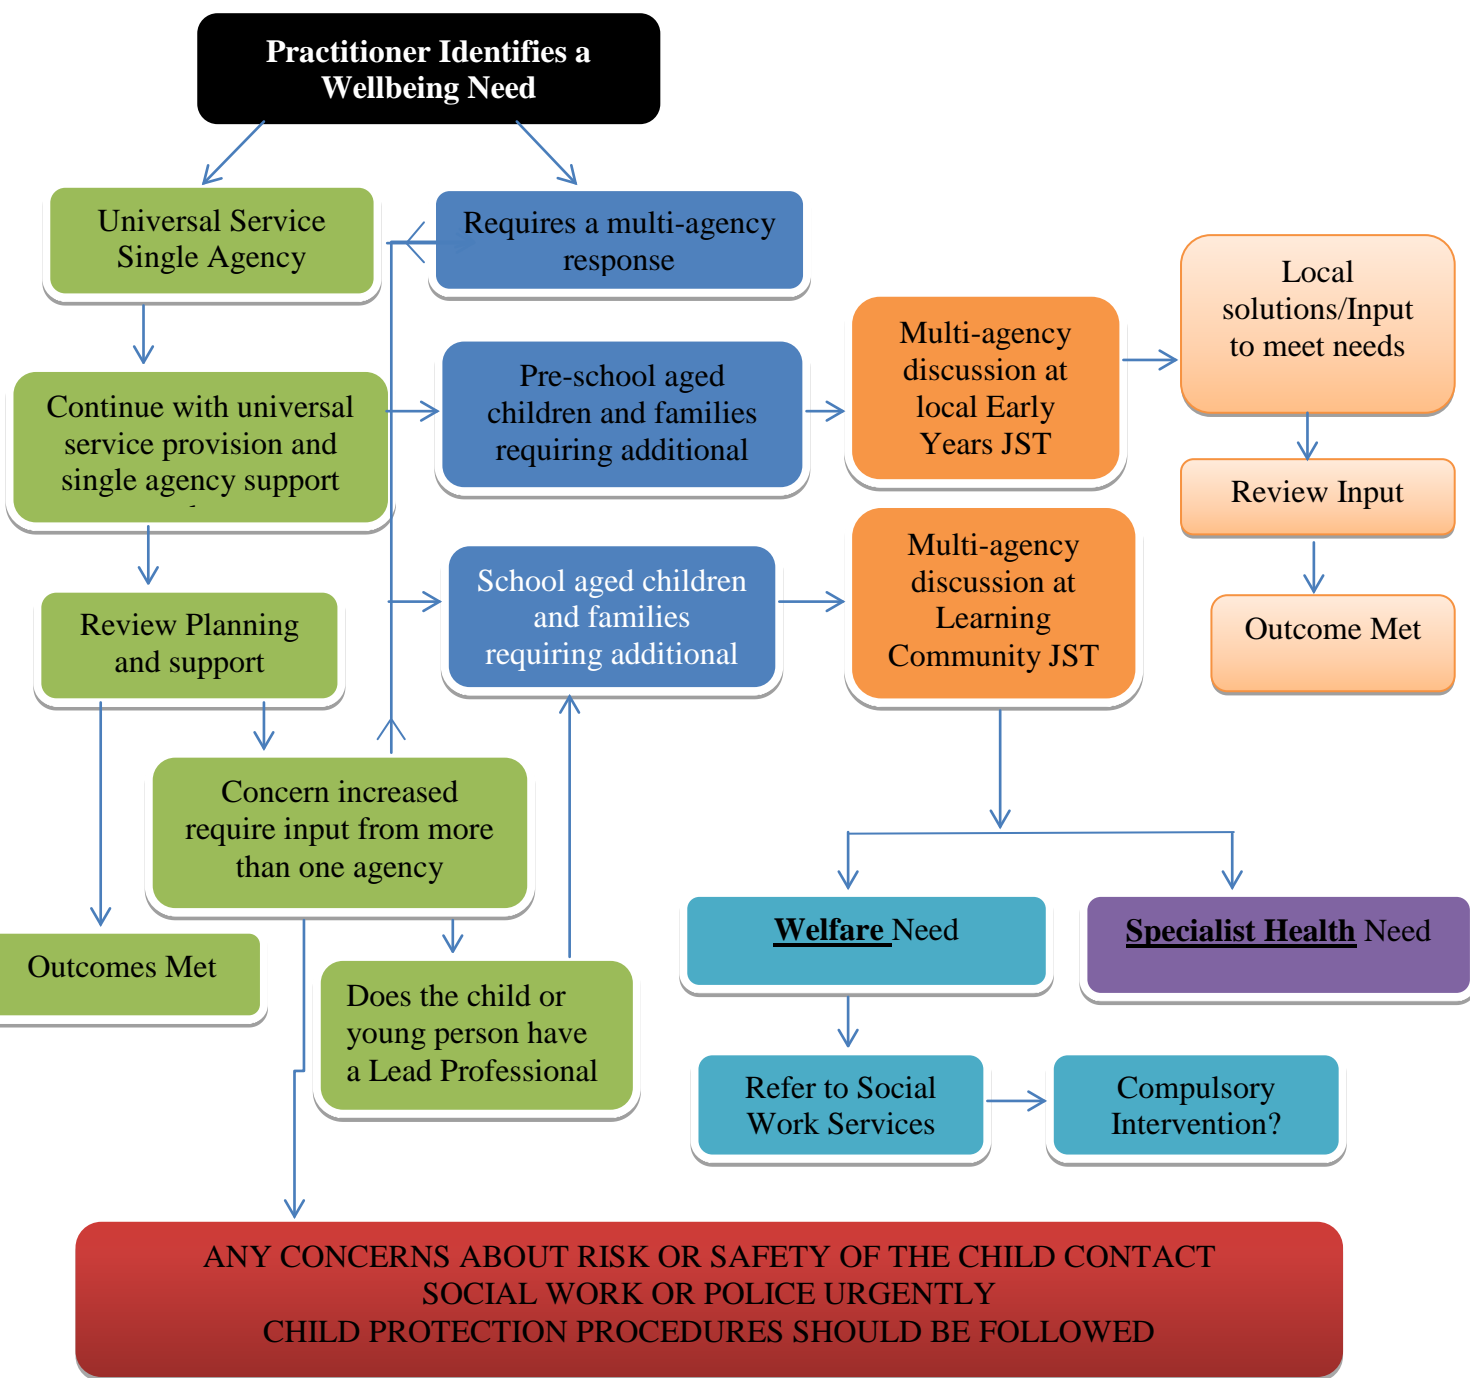 Practitioner Identifies a
Wellbeing Need
Universal Service
Single Agency
Requires a multi-agency
response
Local
solutions/Input
to meet needs
Multi-agency
discussion at
local Early
Years JST
Pre-school aged
children and families
requiring additional
Continue with universal
service provision and
single agency support
Review Input
Multi-agency
discussion at
Learning
Community JST
School aged children
and families
requiring additional
Review Planning
and support
Outcome Met
Concern increased
require input from more
than one agency
Welfare Need
Specialist Health Need
Outcomes Met
Does the child or
young person have
a Lead Professional
Refer to Social
Work Services
Compulsory
Intervention?
ANY CONCERNS ABOUT RISK OR SAFETY OF THE CHILD CONTACT
SOCIAL WORK OR POLICE URGENTLY
CHILD PROTECTION PROCEDURES SHOULD BE FOLLOWED